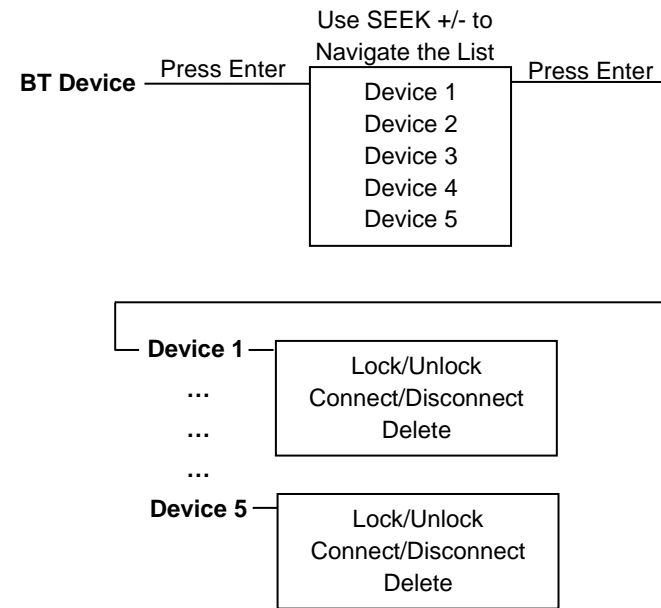 Use SEEK +/- to
Navigate the List
BT Device
Press Enter
Press Enter
Device 1
Device 2
Device 3
Device 4
Device 5
Device 1
Lock/Unlock
Connect/Disconnect
Delete
...
...
...
Device 5
Lock/Unlock
Connect/Disconnect
Delete